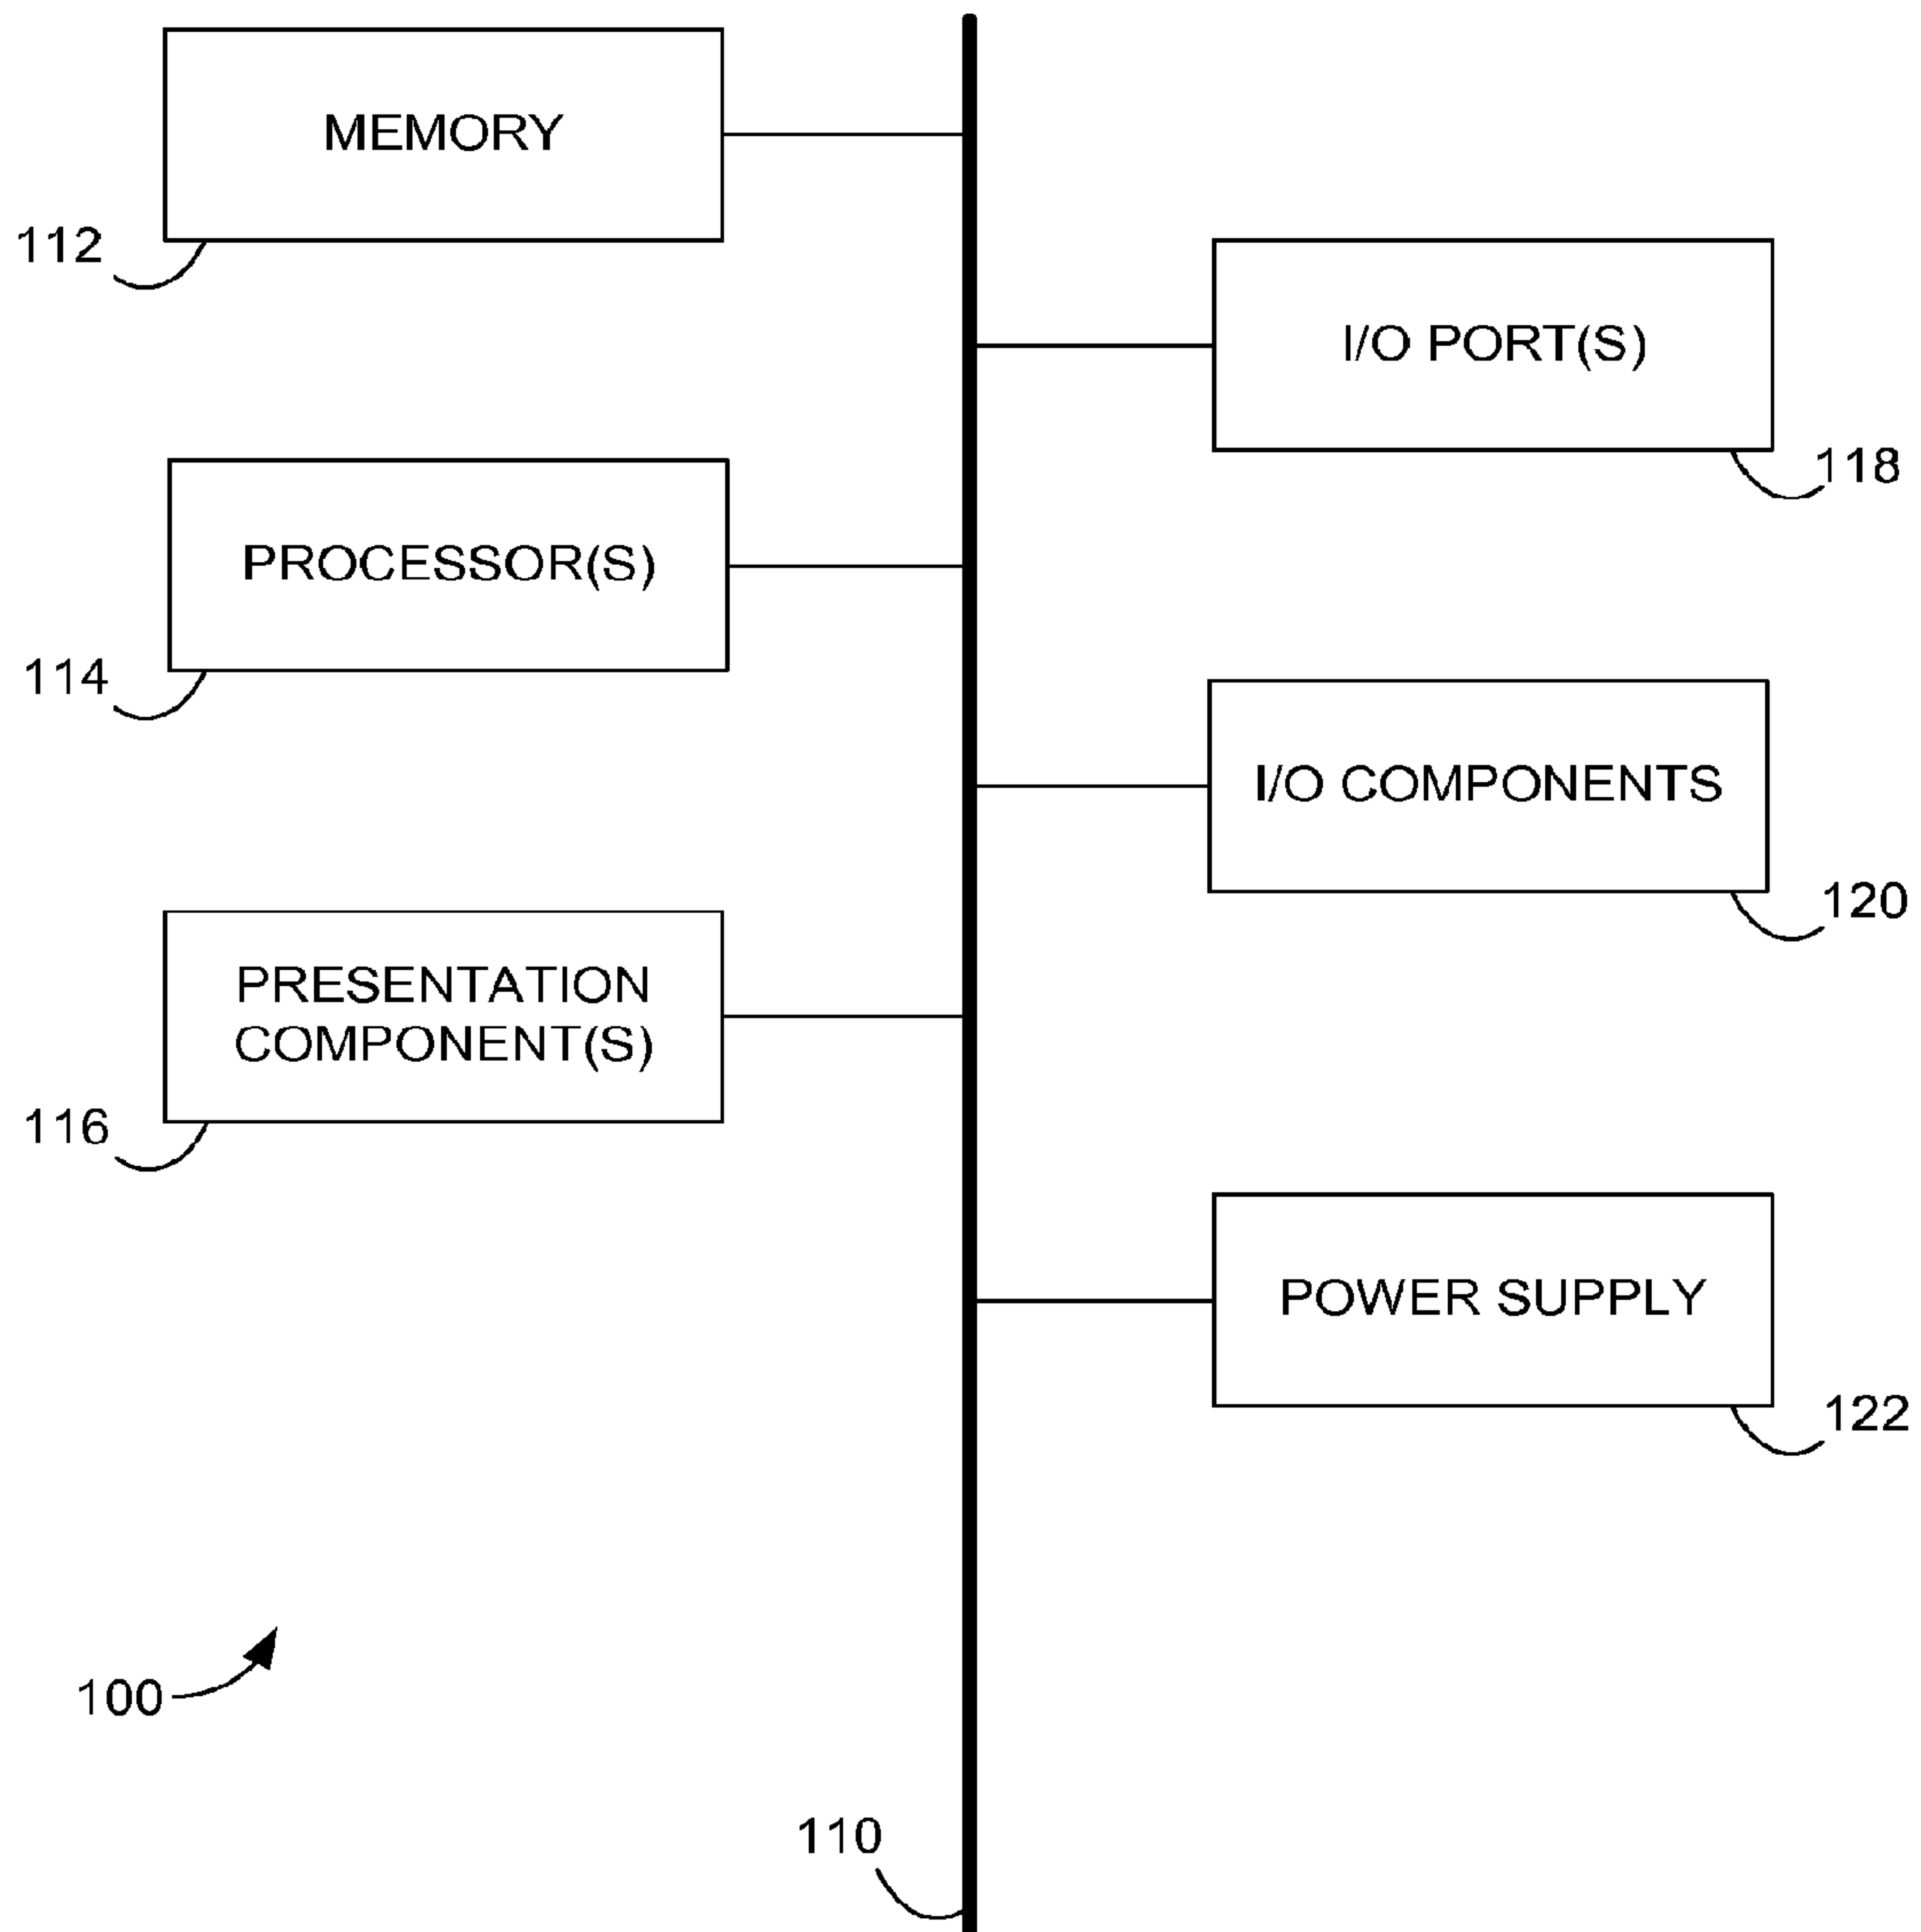 MEMORY
112
I/O PORT(S)
118
PROCESSOR(S)
114
I/O COMPONENTS
120
PRESENTATION
COMPONENT(S)
116
POWER SUPPLY
122
100
110